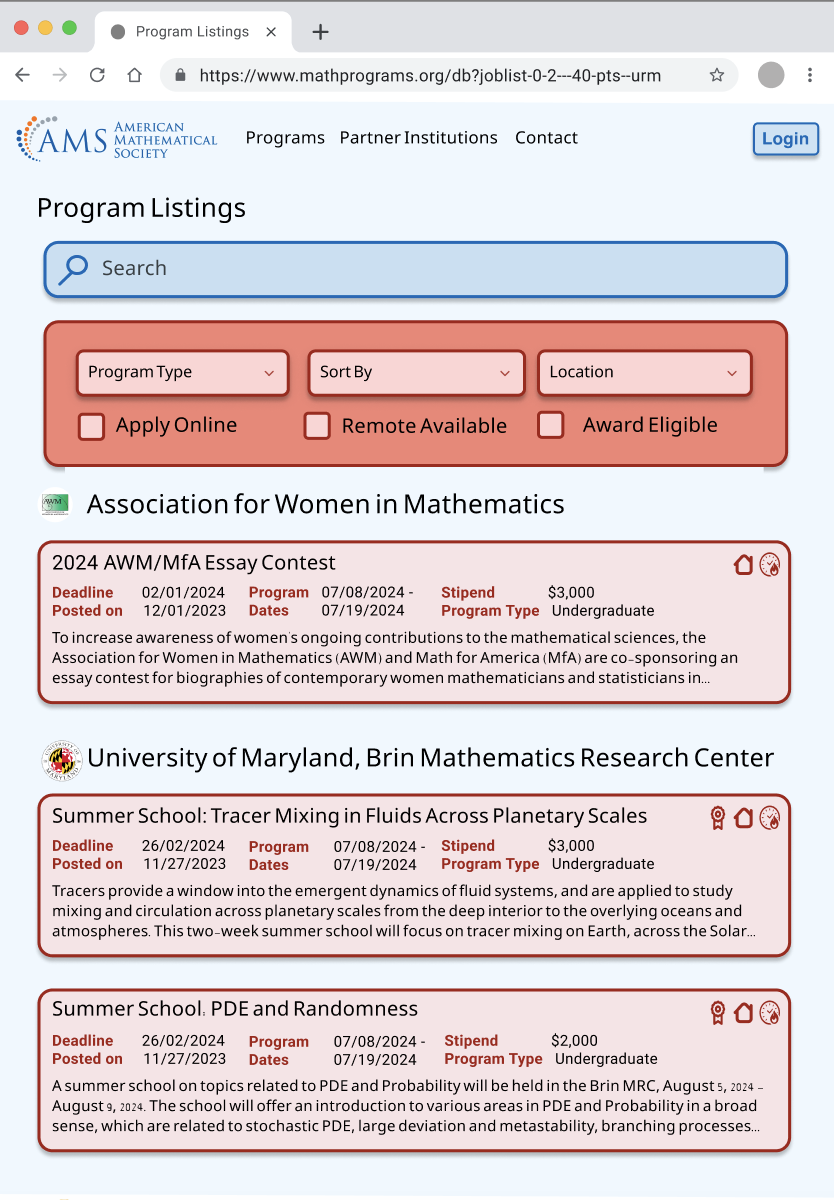 Program Listings
https://www.mathprograms.org/db?joblist-0-2---40-pts--urm
AMS AMERICAN MATHEMATICAL SOCIETY
Programs Partner Institutions Contact
Login
Program Listings
Search
Program Type Sort By Location
Apply Online Remote Available Award Eligible
AWM
Association for Women in Mathematics
2024 AWM/MfA Essay Contest
Deadline 02/01/2024 Program 07/08/2024 - Stipend $3,000
Posted on 12/01/2023 Dates 07/19/2024 Program Type Undergraduate
To increase awareness of women's ongoing contributions to the mathematical sciences, the
Association for Women in Mathematics (AWM) and Math for America (MfA) are co-sponsoring an
essay contest for biographies of contemporary women mathematicians and statisticians in...
UNIVERSITY OF MARYLAND
University of Maryland, Brin Mathematics Research Center
Summer School: Tracer Mixing in Fluids Across Planetary Scales
Deadline 26/02/2024 Program 07/08/2024 - Stipend $3,000
Posted on 11/27/2023 Dates 07/19/2024 Program Type Undergraduate
Tracers provide a window into the emergent dynamics of fluid systems, and are applied to study
mixing and circulation across planetary scales from the deep interior to the overlying oceans and
atmospheres. This two-week summer school will focus on tracer mixing on Earth, across the Solar...
Summer School: PDE and Randomness
Deadline 26/02/2024 Program 07/08/2024 - Stipend $2,000
Posted on 11/27/2023 Dates 07/19/2024 Program Type Undergraduate
A summer school on topics related to PDE and Probability will be held in the Brin MRC, August 5, 2024 –
August 9, 2024. The school will offer an introduction to various areas in PDE and Probability in a broad
sense, which are related to stochastic PDE, large deviation and metastability, branching processes...